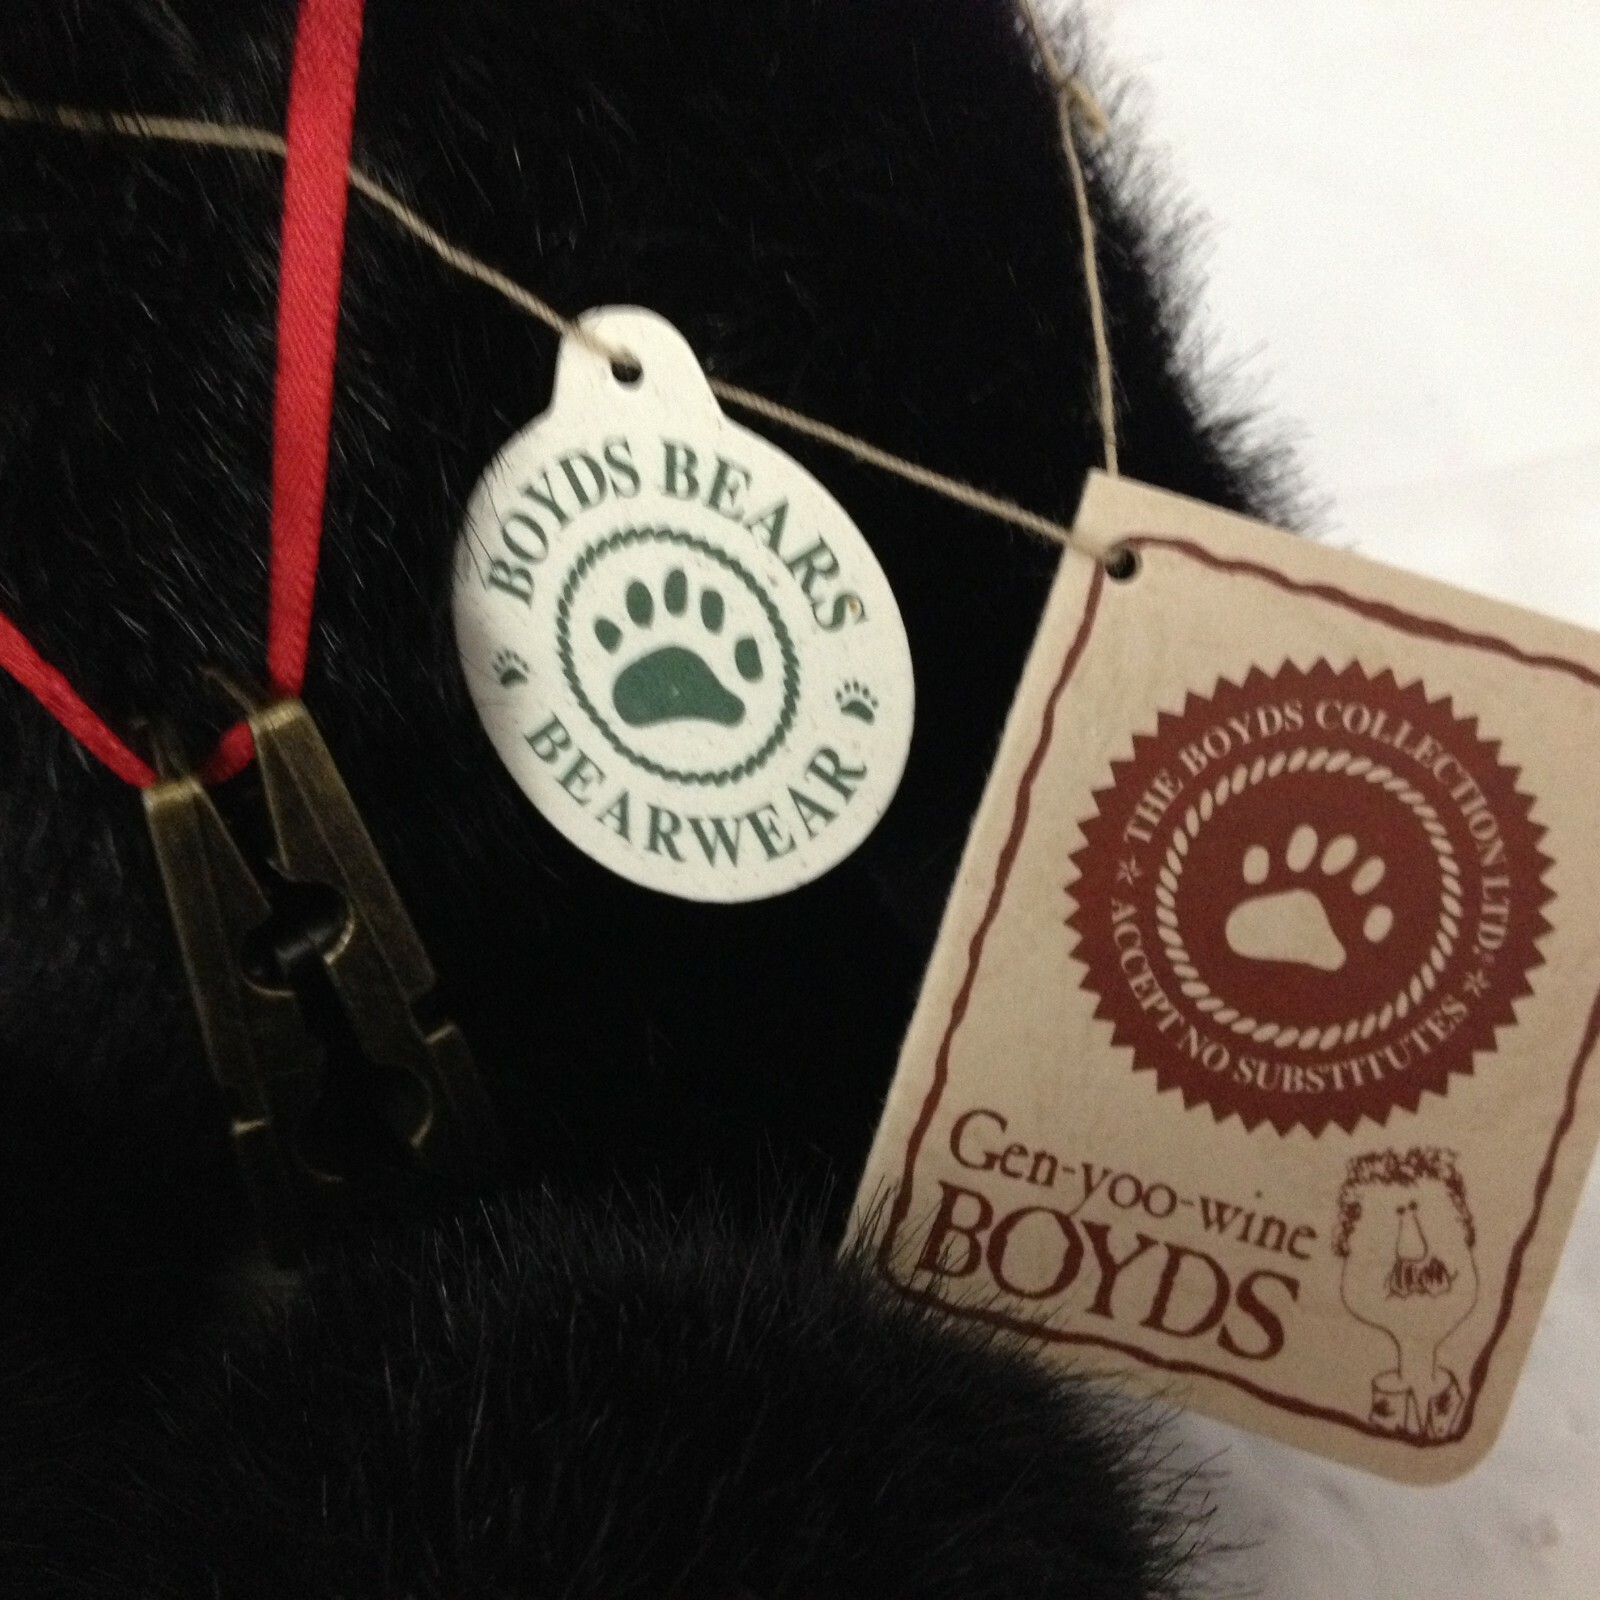 BOYDS BEARS
BEARWEAR
THE BOYDS COLLECTION LTD.
ACCEPT NO SUBSTITUTES
Gen-yoo-wine
BOYDS